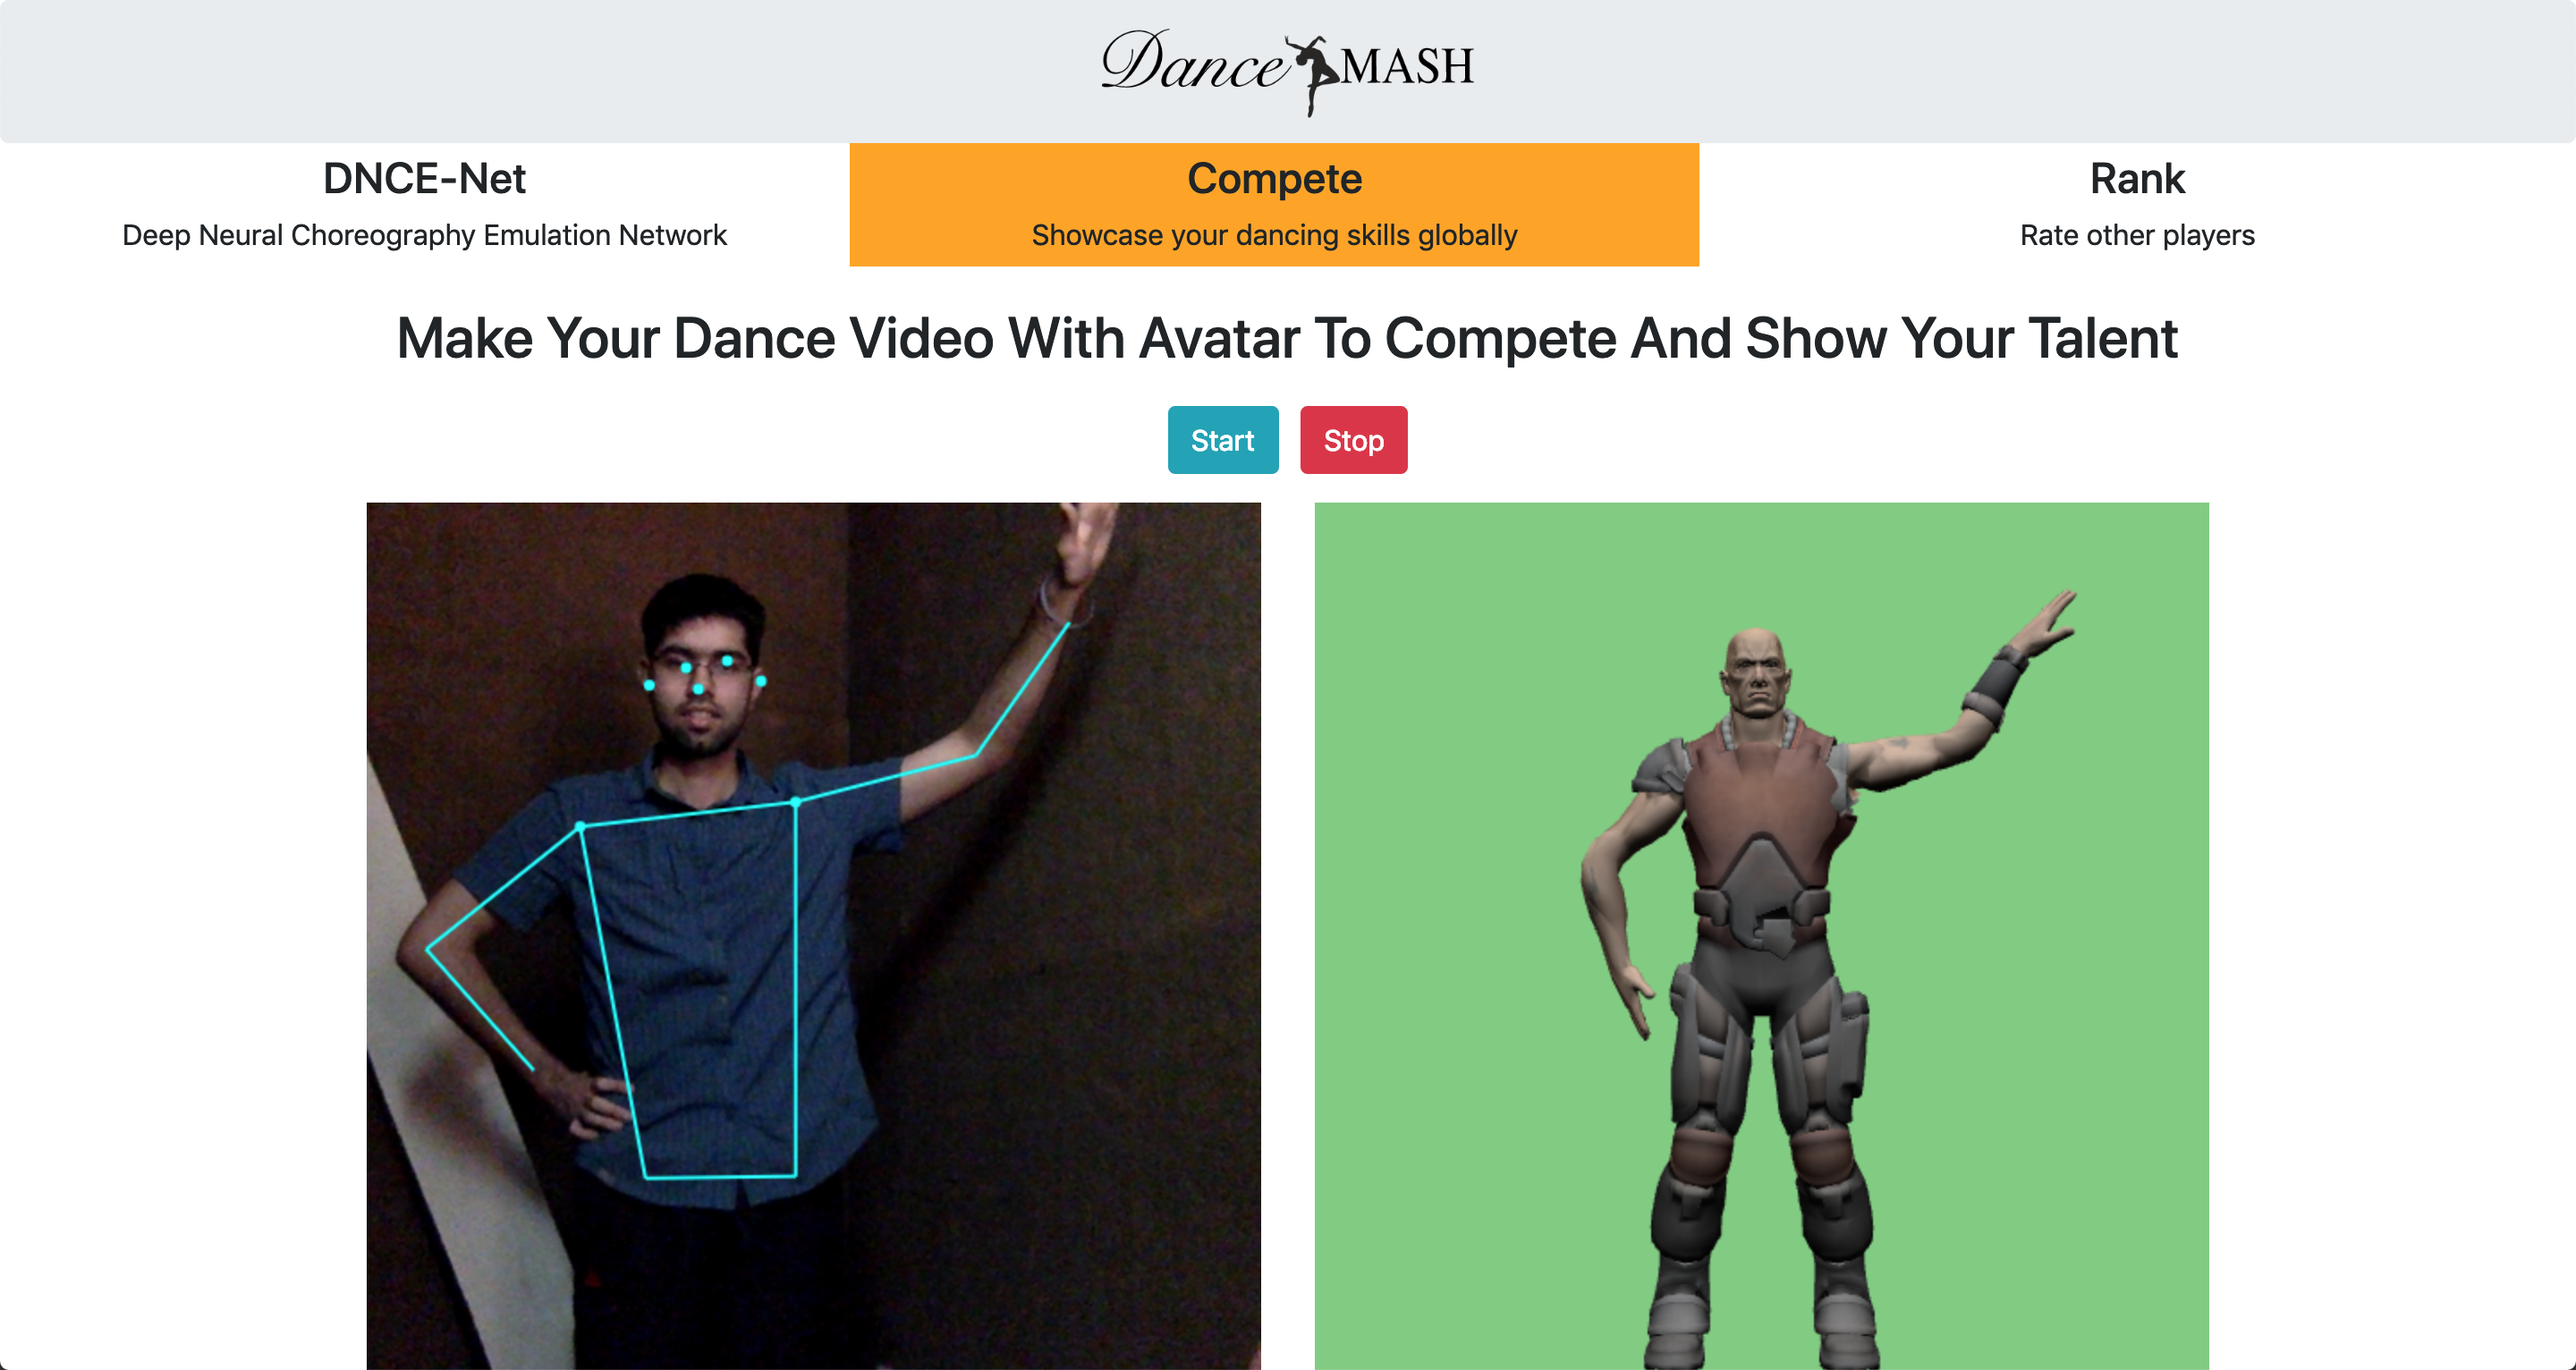 Dance MASH
DNCE-Net
Deep Neural Choreography Emulation Network
Compete
Showcase your dancing skills globally
Rank
Rate other players
Make Your Dance Video With Avatar To Compete And Show Your Talent
Start
Stop